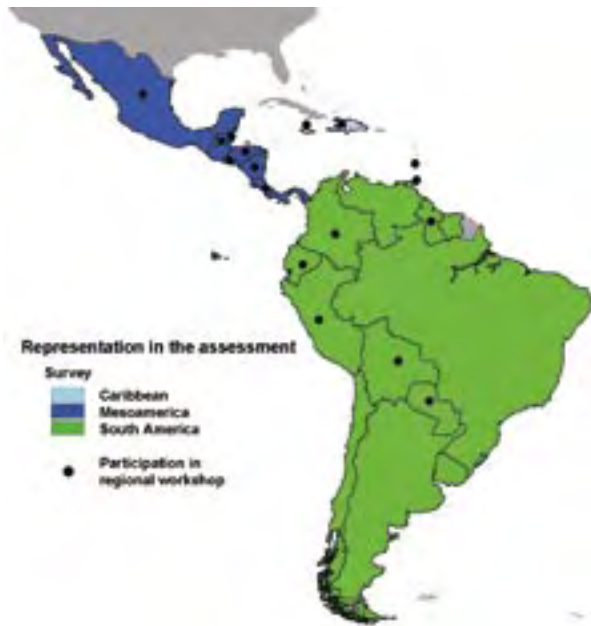 Representation in the assessment
Survey
Caribbean
Mesoamerica
South America
Participation in
regional workshop